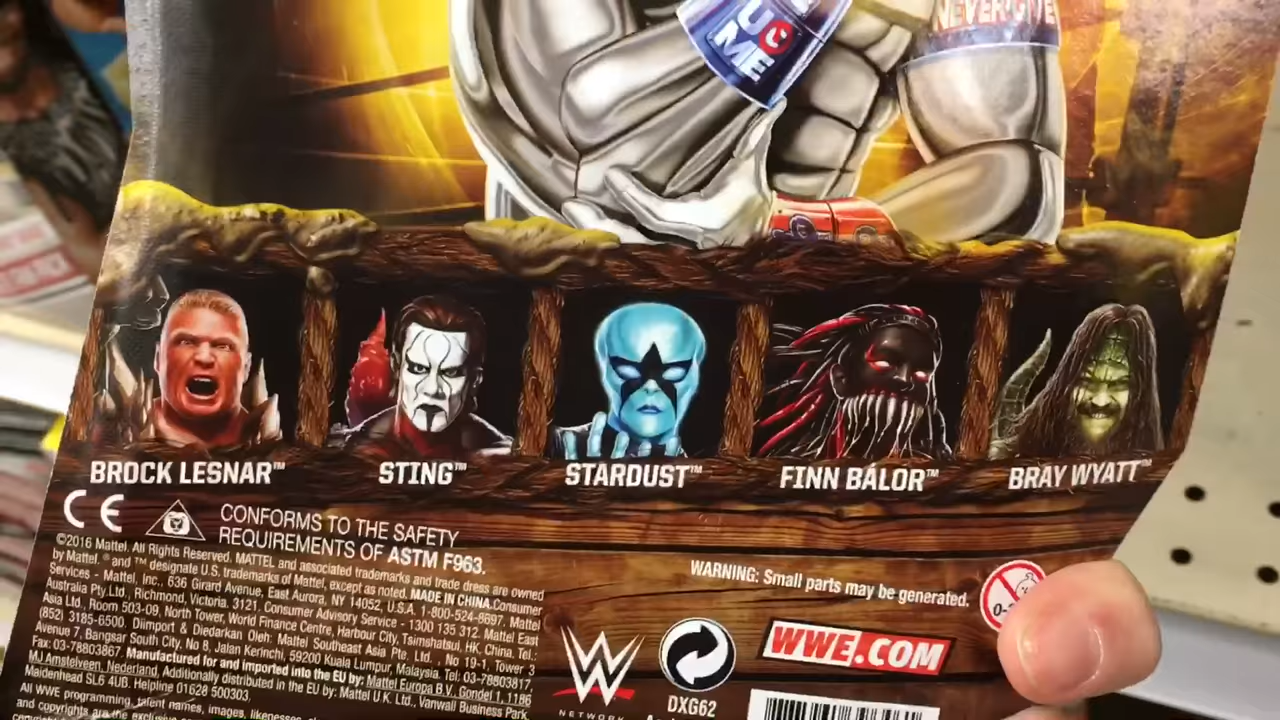 U C
ME
NEVER GIVE
BROCK LESNAR™
STING™
STARDUST™
FINN BÁLOR™
BRAY WYATT™
CE
CONFORMS TO THE SAFETY
REQUIREMENTS OF ASTM F963.
©2016 Mattel. All Rights Reserved. MATTEL and associated trademarks and trade dress are owned
by Mattel. ® and ™ designate U.S. trademarks of Mattel, except as noted. MADE IN CHINA. Consumer
Services - Mattel, Inc., 636 Girard Avenue, East Aurora, NY 14052, U.S.A. 1-800-524-8697. Mattel
Australia Pty.Ltd., Richmond, Victoria. 3121. Consumer Advisory Service - 1300 135 312. Mattel East
Asia Ltd., Room 503-09, North Tower, World Finance Centre, Harbour City, Tsimshatsui, HK, China. Tel.:
(852) 3185-6500. Diimport & Diedarkan Oleh: Mattel Southeast Asia Pte. Ltd., No 19-1, Tower 3
Avenue 7, Bangsar South City, No 8, Jalan Kerinchi, 59200 Kuala Lumpur, Malaysia. Tel: 03-78803817,
Fax: 03-78803867. Manufactured for and imported into the EU by: Mattel Europa B.V. Gondel 1, 1186
MJ Amstelveen, Nederland, Additionally distributed in the EU by: Mattel U.K. Ltd., Vanwall Business Park,
Maidenhead SL6 4UB. Helpline 01628 500303.
All WWE programming, talent names, images, likenesses,
and copyrights are the exclusive
WARNING: Small parts may be generated.
0-
W
NETWORK
DXG62
WWE.COM